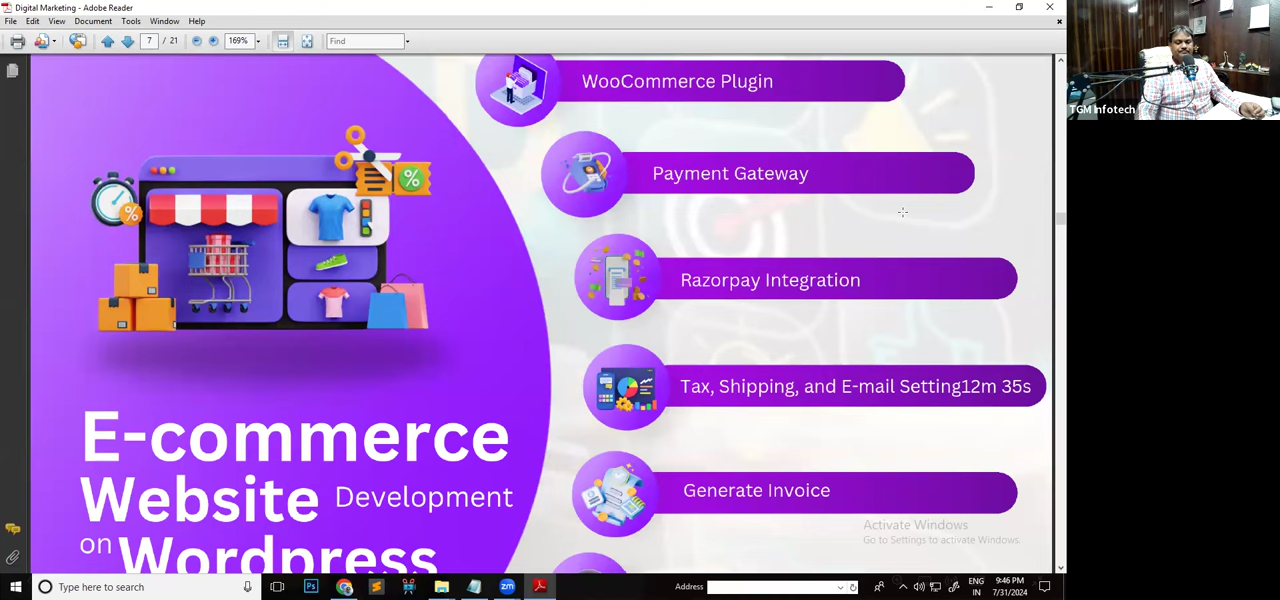 Digital Marketing - Adobe Reader
File Edit View Document Tools Window Help
7 / 21 169% Find
WooCommerce Plugin
TGM Infotech
Payment Gateway
Razorpay Integration
Tax, Shipping, and E-mail Setting12m 35s
E-commerce
Website Development
on Wordpress
Generate Invoice
Activate Windows
Go to Settings to activate Windows.
Type here to search
Ps
zm
Address
ENG
IN
9:46 PM
7/31/2024